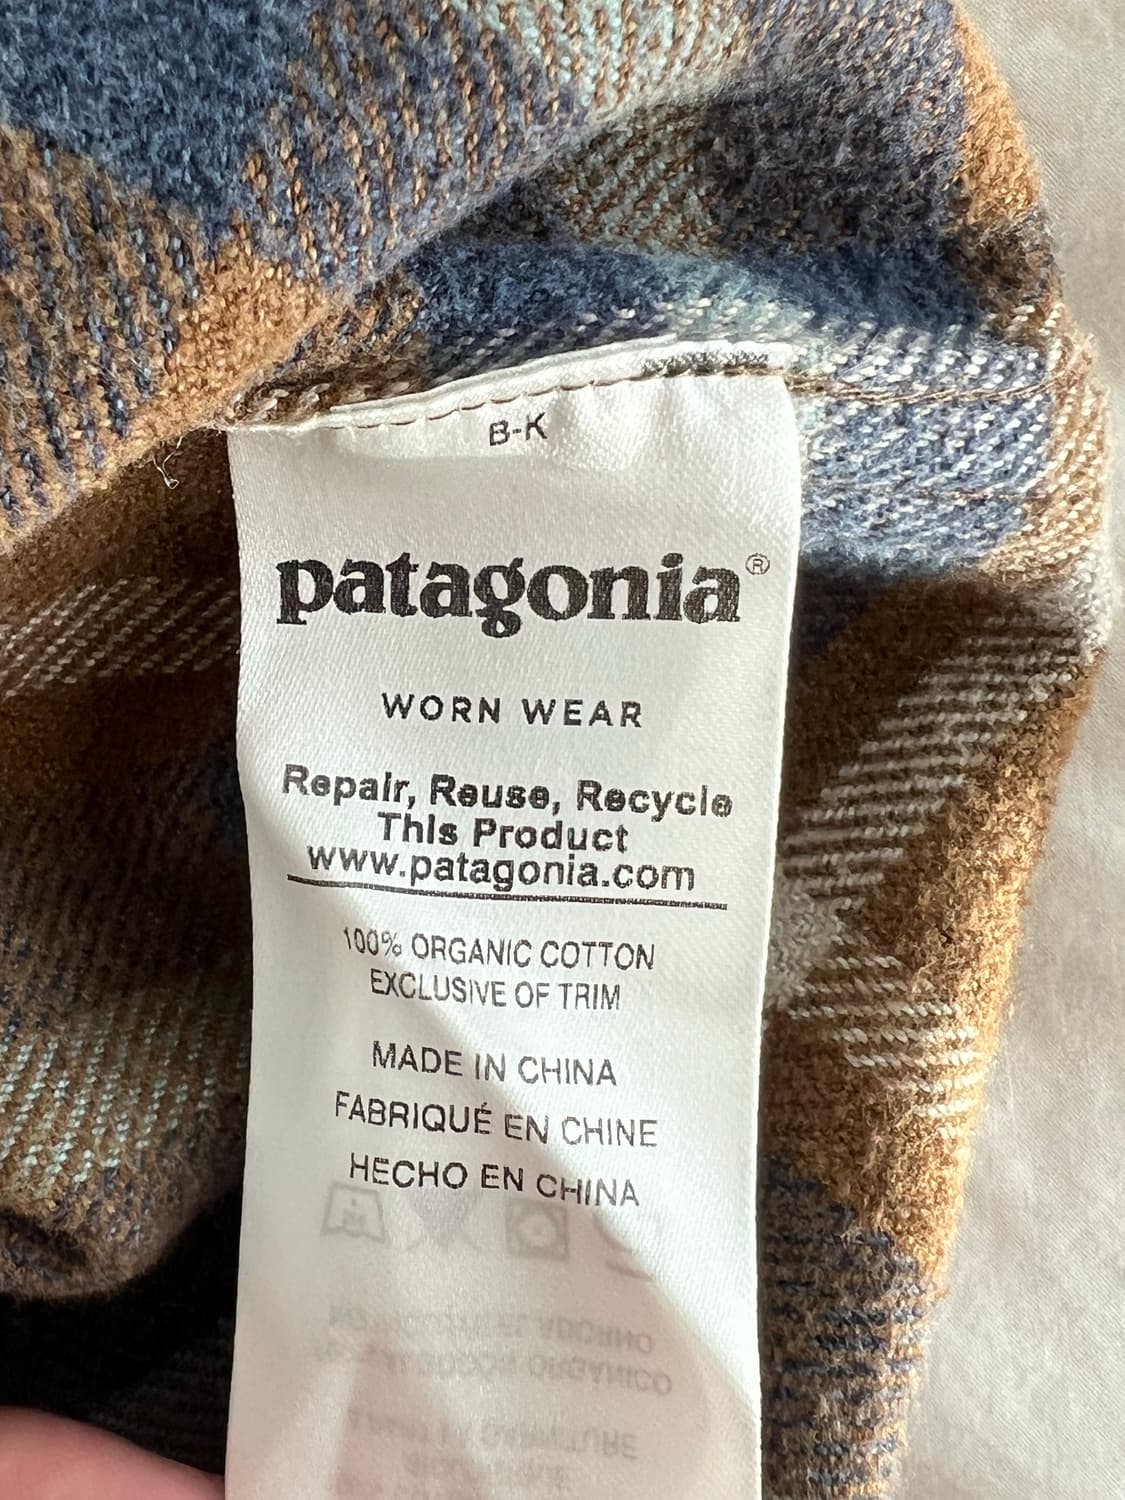 B-K
patagonia®
WORN WEAR
Repair, Reuse, Recycle
This Product
www.patagonia.com
100% ORGANIC COTTON
EXCLUSIVE OF TRIM
MADE IN CHINA
FABRIQUÉ EN CHINE
HECHO EN CHINA